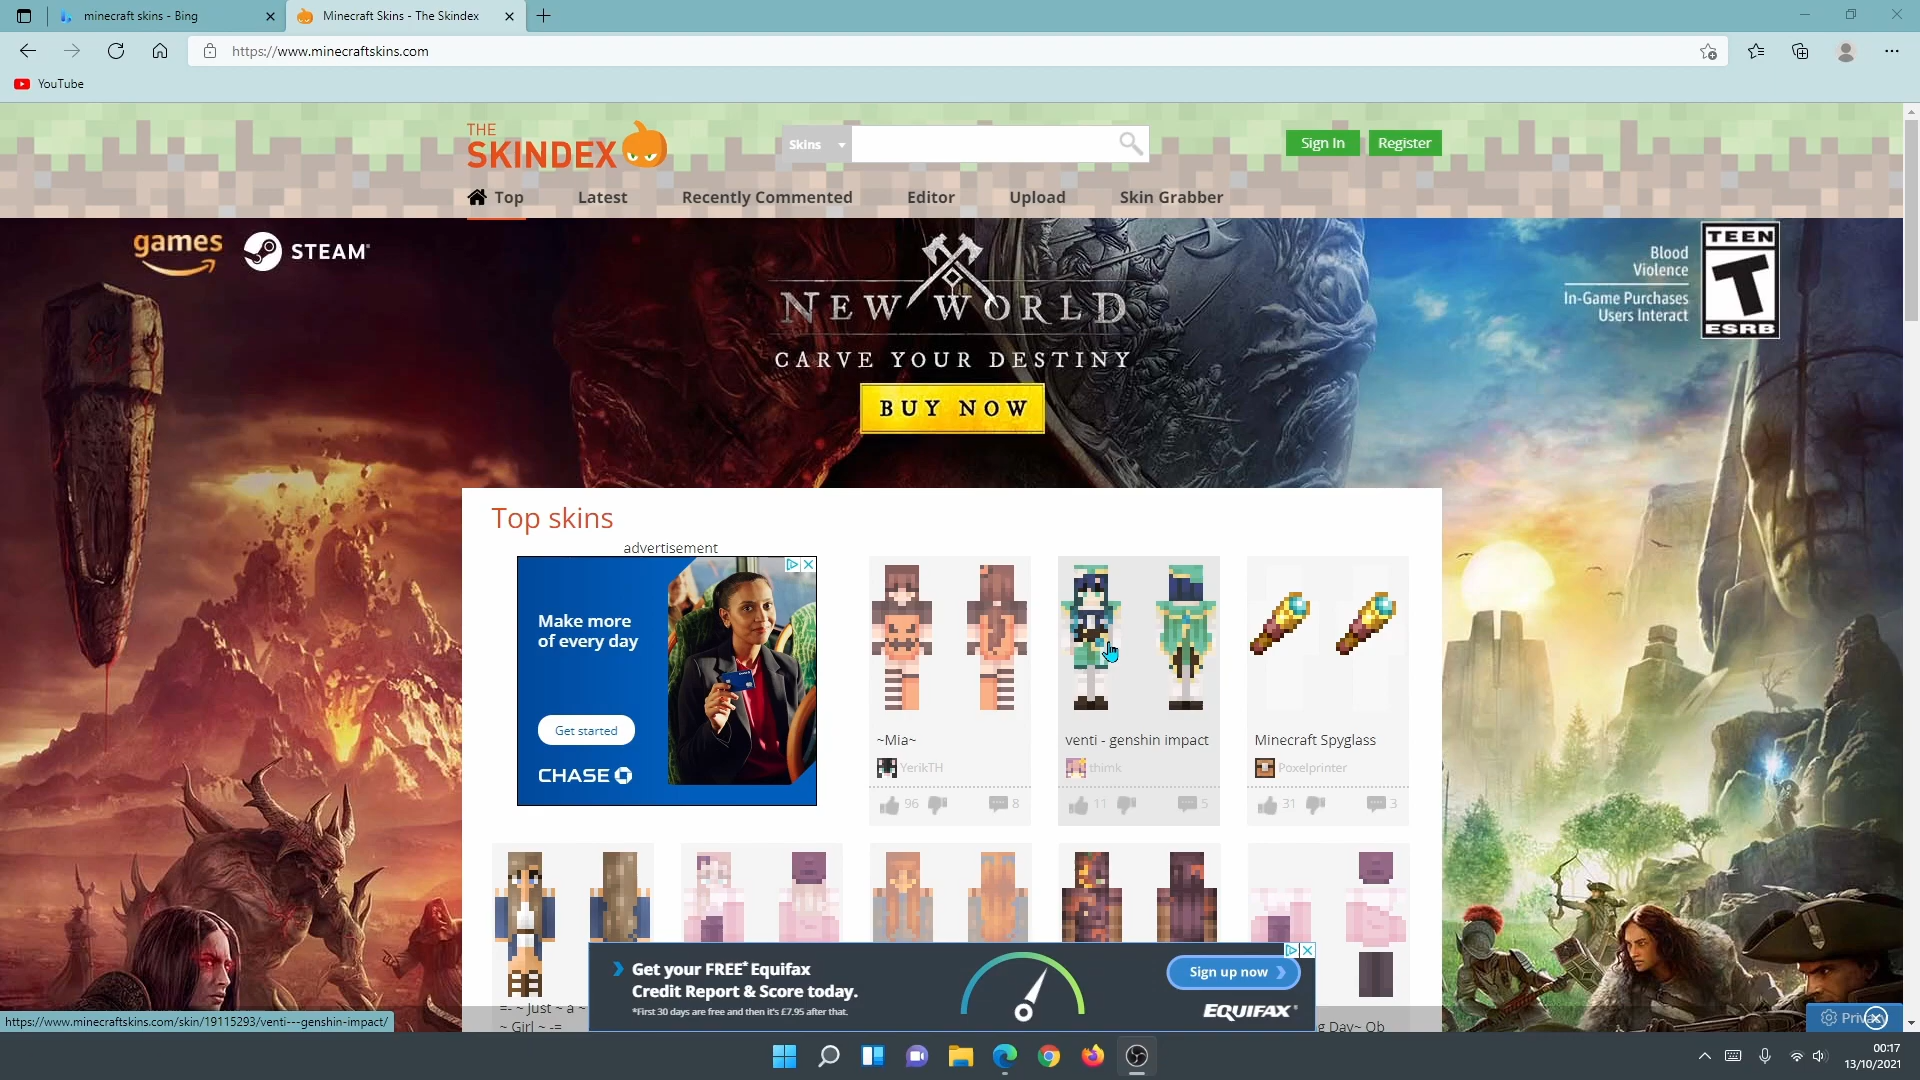 minecraft skins - Bing
Minecraft Skins - The Skindex
https://www.minecraftskins.com
YouTube
THE
SKINDEX
Skins
Sign In
Register
Top
Latest
Recently Commented
Editor
Upload
Skin Grabber
games
STEAM
NEW WORLD
CARVE YOUR DESTINY
BUY NOW
Blood
Violence
In-Game Purchases
Users Interact
TEEN
T
ESRB
Top skins
advertisement
Make more
of every day
Get started
CHASE
~Mia~
YerikTH
96
8
venti - genshin impact
thimk
11
5
Minecraft Spyglass
Poxelprinter
31
3
=- ~ Just ~ a ~
~ Girl ~ -=
g Day~ Ob
Get your FREE* Equifax
Credit Report & Score today.
*First 30 days are free and then it's £7.95 after that.
Sign up now
EQUIFAX
https://www.minecraftskins.com/skin/19115293/venti---genshin-impact/
00:17
13/10/2021